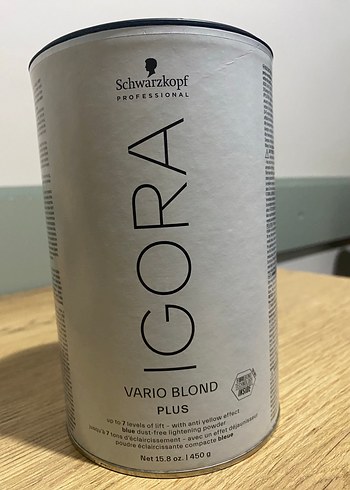 Schwarzkopf
PROFESSIONAL
IGORA
VARIO BLOND
PLUS
up to 7 levels of lift – with anti yellow effect
blue dust-free lightening powder
jusqu'à 7 tons d'éclaircissement – avec un effet déjaunissant
poudre éclaircissante compacte bleue
Net 15.8 oz. | 450 g
INSIDE